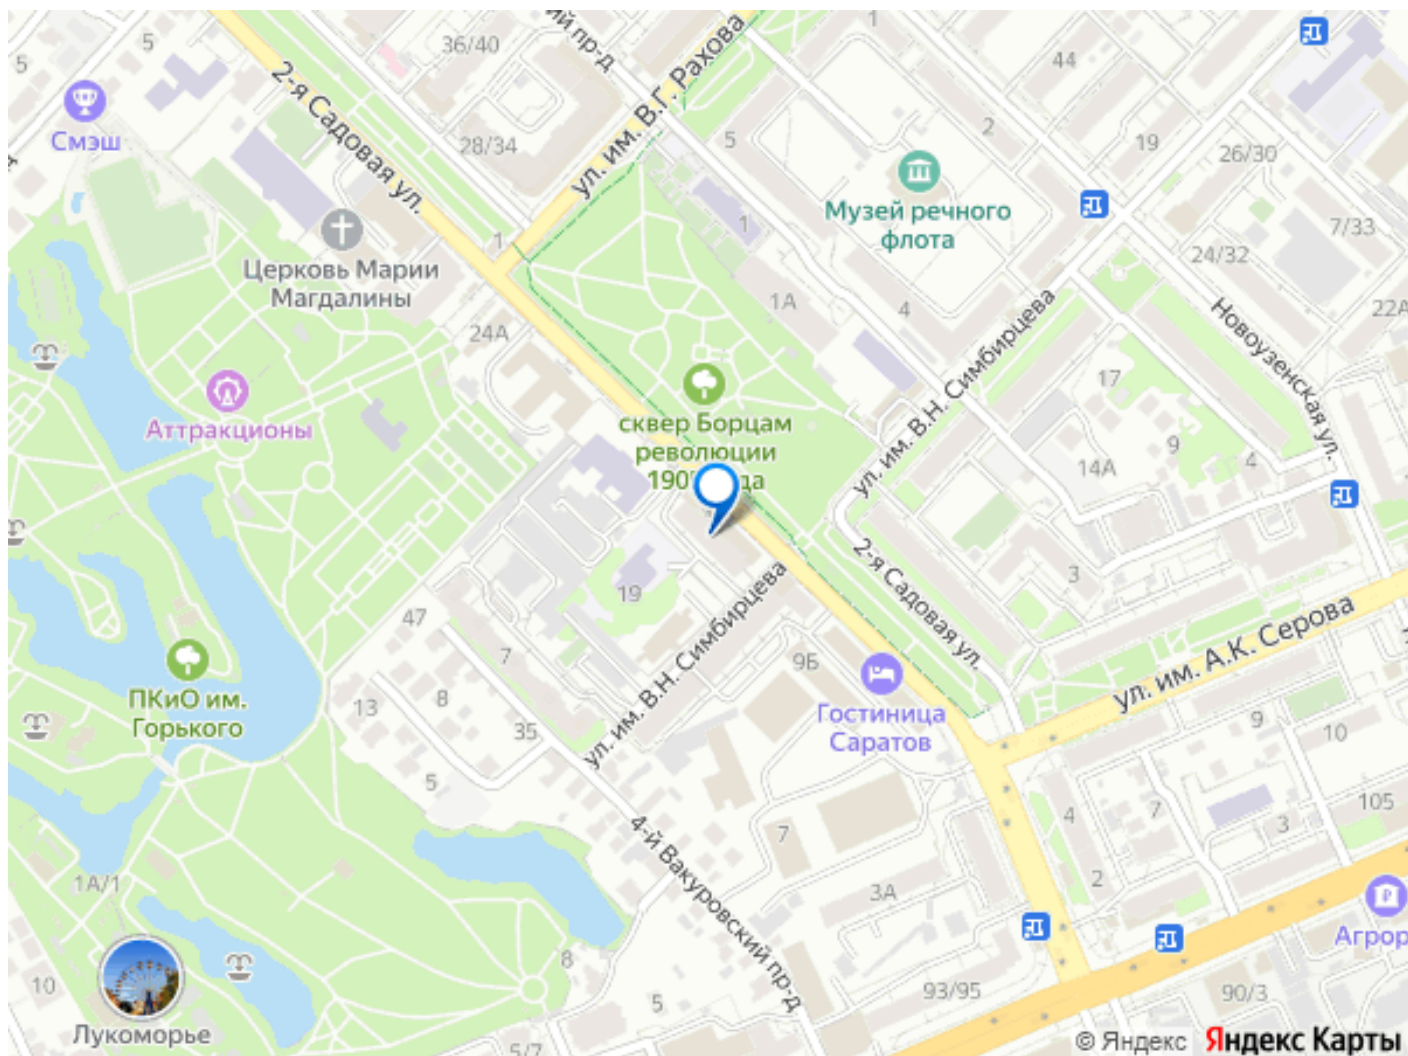 5
36/40
ий пр-д
ул. им. В.Г. Рахова
1
44
5
2-я Садовая ул.
Смэш
28/34
5
2
19
26/30
Музей речного
флота
7/33
1
1
24/32
Церковь Марии
Магдалины
1А
4
24А
Новоузенская ул.
22А
ул. им. В.Н. Симбирцева
17
Аттракционы
сквер Борцам
революции
9
4
14А
2-я Садовая ул.
3
19
47
ул. им. В.Н. Симбирцева
ул. им. А.К. Серова
7
9Б
8
13
ПКиО им.
Горького
35
Гостиница
Саратов
9
10
5
105
4
7
3
7
4-й Вакуровский пр-д
1А/1
3А
2
Агрор
8
10
93/95
90/3
5
Лукоморье
5/7
© Яндекс Яндекс Карты